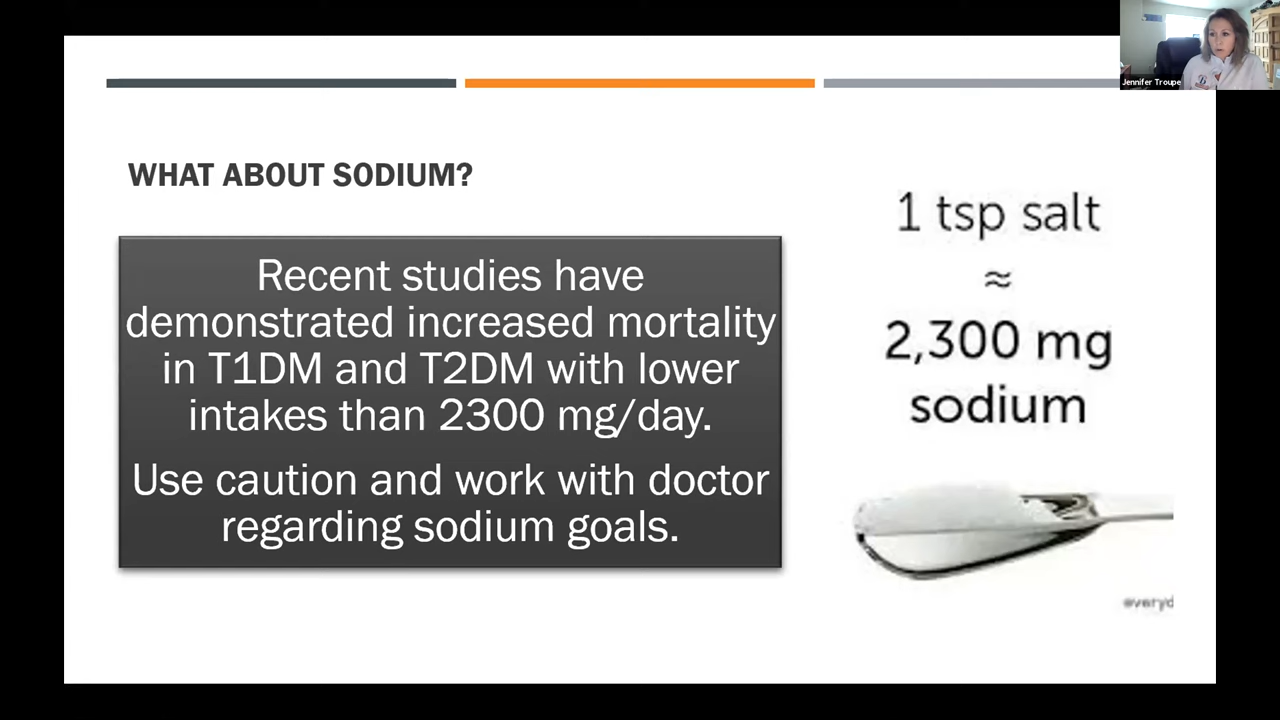 Jennifer Troupe
WHAT ABOUT SODIUM?
Recent studies have
demonstrated increased mortality
in T1DM and T2DM with lower
intakes than 2300 mg/day.
Use caution and work with doctor
regarding sodium goals.
1 tsp salt
≈
2,300 mg
sodium
everyd